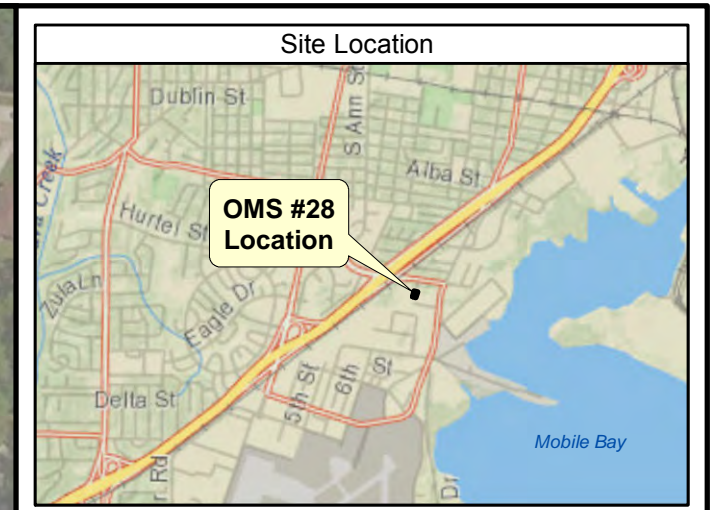 Site Location
Dublin St
S Ann St
Creek
Alba St
Hurtel St
OMS #28
Location
Zula Ln
Eagle Dr
5th St
6th St
Delta St
Mobile Bay
Rd
Dr